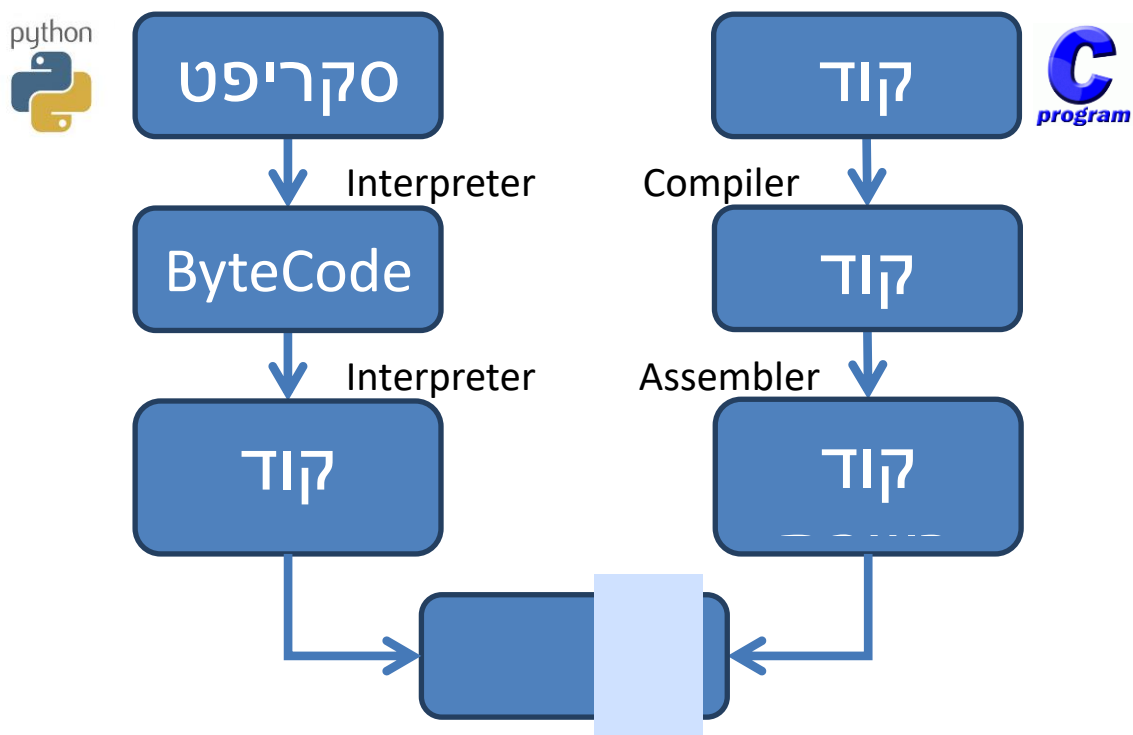 python
סקריפט
Interpreter
ByteCode
Interpreter
קוד
C
program
קוד
Compiler
קוד
Assembler
קוד